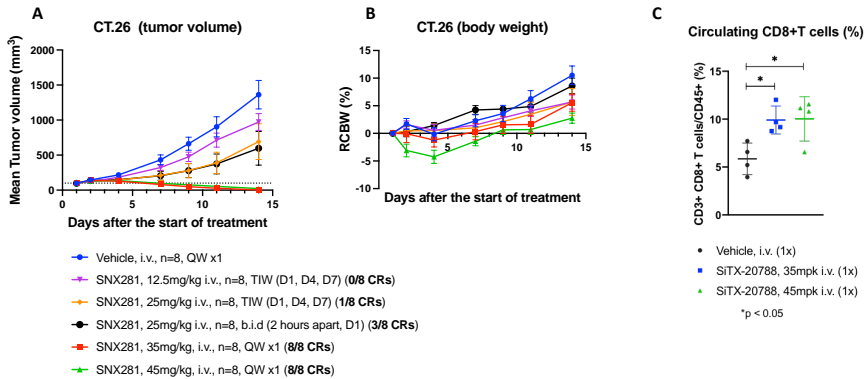 A
CT.26 (tumor volume)
Mean Tumor volume (mm³)
2000
1500
1000
500
0
0
5
10
15
Days after the start of treatment
B
CT.26 (body weight)
RCBW (%)
15
10
5
0
-5
-10
5
10
15
Days after the start of treatment
Vehicle, i.v., n=8, QW x1
SNX281, 12.5mg/kg i.v., n=8, TIW (D1, D4, D7) (0/8 CRs)
SNX281, 25mg/kg i.v., n=8, TIW (D1, D4, D7) (1/8 CRs)
SNX281, 25mg/kg i.v., n=8, b.i.d (2 hours apart, D1) (3/8 CRs)
SNX281, 35mg/kg, i.v., n=8, QW x1 (8/8 CRs)
SNX281, 45mg/kg, i.v., n=8, QW x1 (8/8 CRs)
C
Circulating CD8+T cells (%)
CD3+ CD8+ T cells/CD45+ (%)
15
10
5
0
*
*
Vehicle, i.v. (1x)
SiTX-20788, 35mpk i.v. (1x)
SiTX-20788, 45mpk i.v. (1x)
*p < 0.05